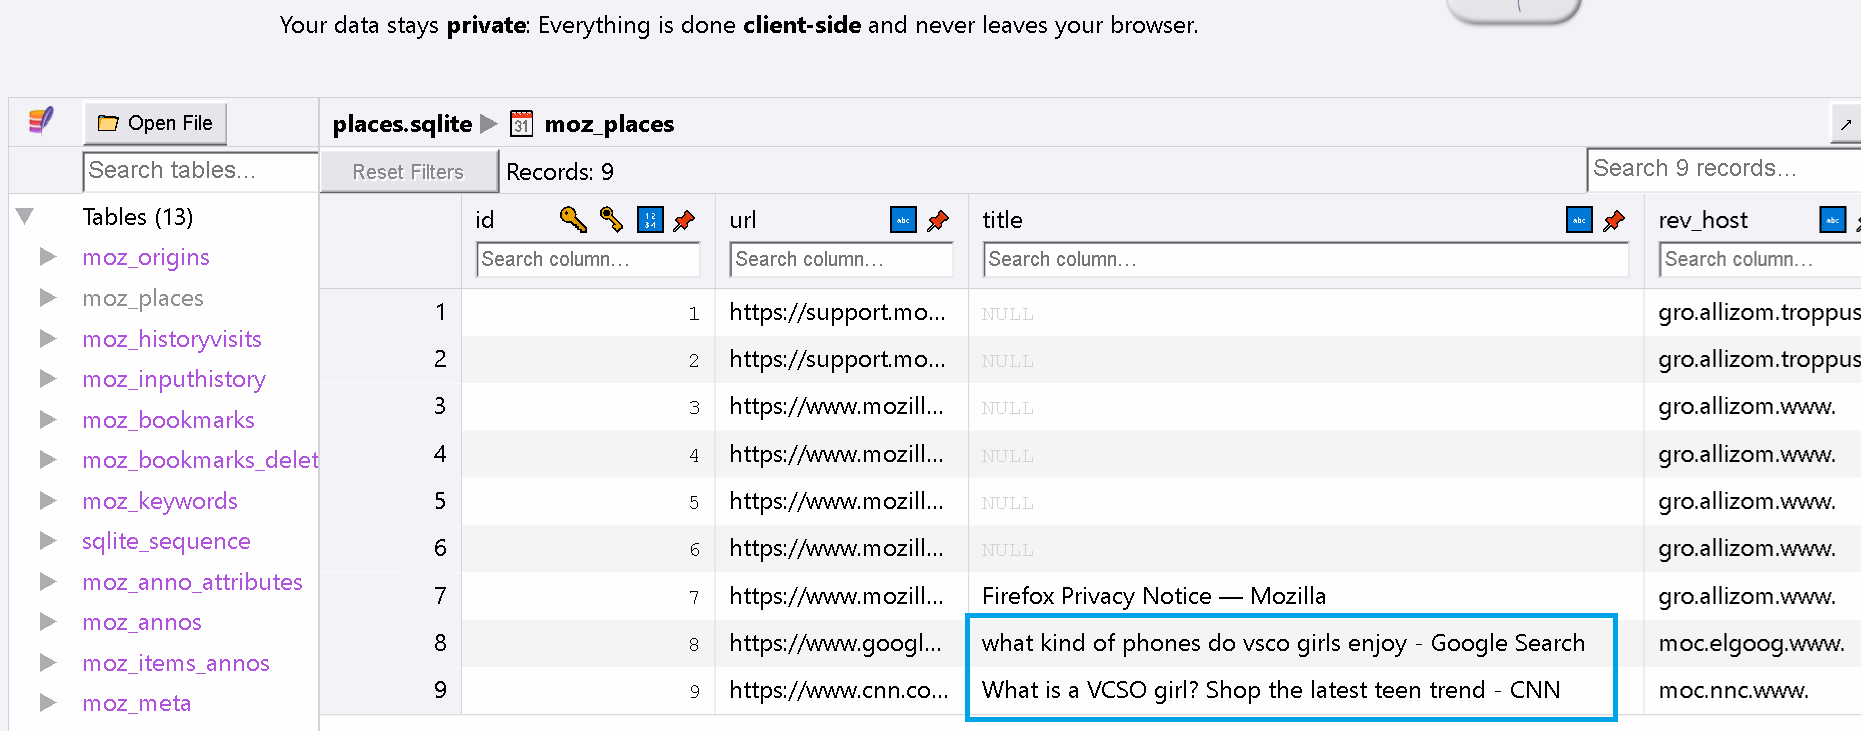 Your data stays private: Everything is done client-side and never leaves your browser.
Open File
places.sqlite
31
moz_places
Search tables...
Reset Filters
Records: 9
Search 9 records...
Tables (13)
moz_origins
moz_places
moz_historyvisits
moz_inputhistory
moz_bookmarks
moz_bookmarks_delet
moz_keywords
sqlite_sequence
moz_anno_attributes
moz_annos
moz_items_annos
moz_meta
id 12 34 url abc title abc rev_host abc
Search column... Search column... Search column... Search column...
1 1 https://support.mo... NULL gro.allizom.troppus
2 2 https://support.mo... NULL gro.allizom.troppus
3 3 https://www.mozill... NULL gro.allizom.www.
4 4 https://www.mozill... NULL gro.allizom.www.
5 5 https://www.mozill... NULL gro.allizom.www.
6 6 https://www.mozill... NULL gro.allizom.www.
7 7 https://www.mozill... Firefox Privacy Notice — Mozilla gro.allizom.www.
8 8 https://www.googl... what kind of phones do vsco girls enjoy - Google Search moc.elgoog.www.
9 9 https://www.cnn.co... What is a VCSO girl? Shop the latest teen trend - CNN moc.nnc.www.